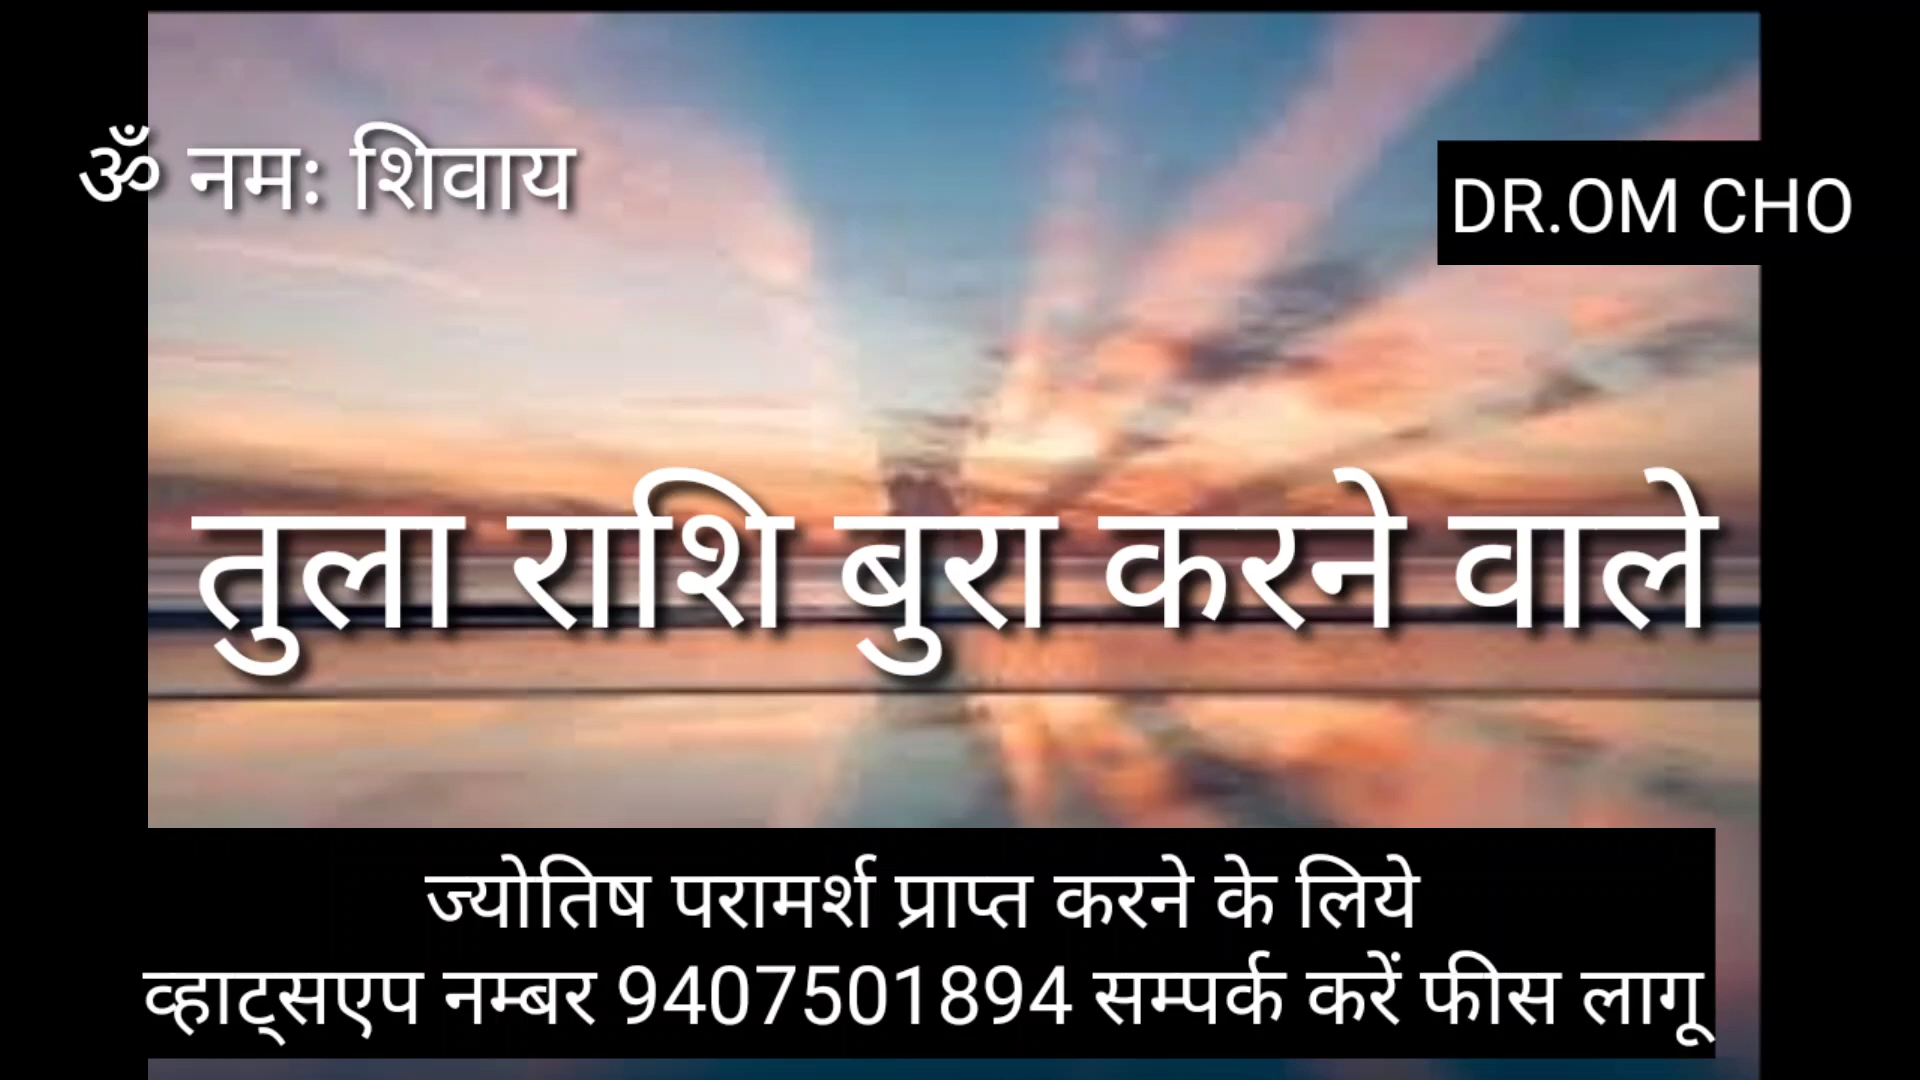 ॐ नमः शिवाय
DR.OM CHO
तुला राशि बुरा करने वाले
ज्योतिष परामर्श प्राप्त करने के लिये
व्हाट्सएप नम्बर 9407501894 सम्पर्क करें फीस लागू